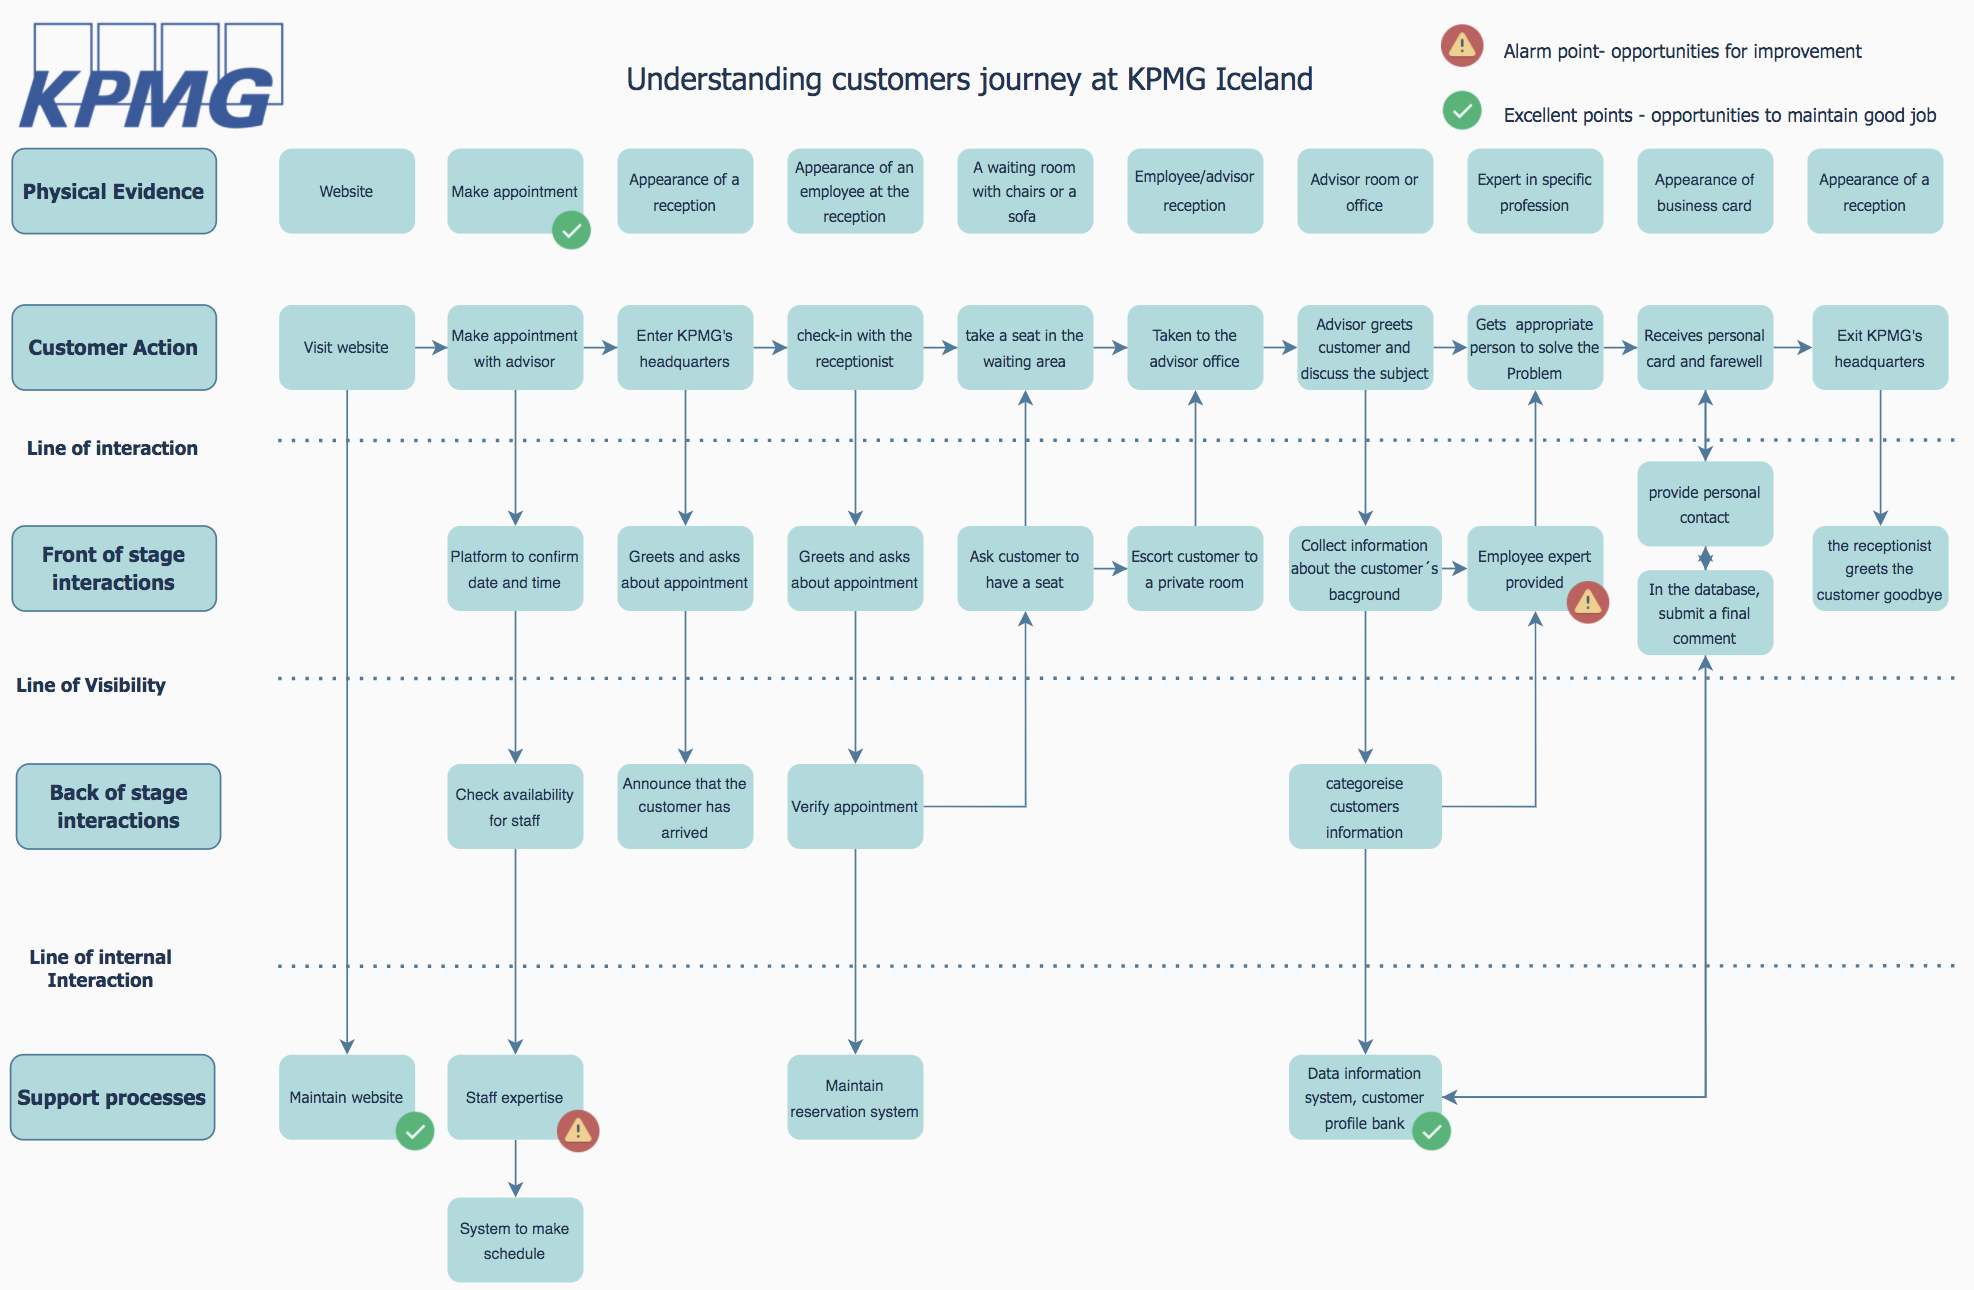 KPMG
Understanding customers journey at KPMG Iceland
Alarm point- opportunities for improvement
Excellent points - opportunities to maintain good job
Physical Evidence
Website
Make appointment
Appearance of a
reception
Appearance of an
employee at the
reception
A waiting room
with chairs or a
sofa
Employee/advisor
reception
Advisor room or
office
Expert in specific
profession
Appearance of
business card
Appearance of a
reception
Customer Action
Visit website
Make appointment
with advisor
Enter KPMG's
headquarters
check-in with the
receptionist
take a seat in the
waiting area
Taken to the
advisor office
Advisor greets
customer and
discuss the subject
Gets appropriate
person to solve the
Problem
Receives personal
card and farewell
Exit KPMG's
headquarters
Line of interaction
Front of stage
interactions
Platform to confirm
date and time
Greets and asks
about appointment
Greets and asks
about appointment
Ask customer to
have a seat
Escort customer to
a private room
Collect information
about the customer´s
bacground
Employee expert
provided
provide personal
contact
In the database,
submit a final
comment
the receptionist
greets the
customer goodbye
Line of Visibility
Back of stage
interactions
Check availability
for staff
Announce that the
customer has
arrived
Verify appointment
categoreise
customers
information
Line of internal
Interaction
Support processes
Maintain website
Staff expertise
Maintain
reservation system
Data information
system, customer
profile bank
System to make
schedule